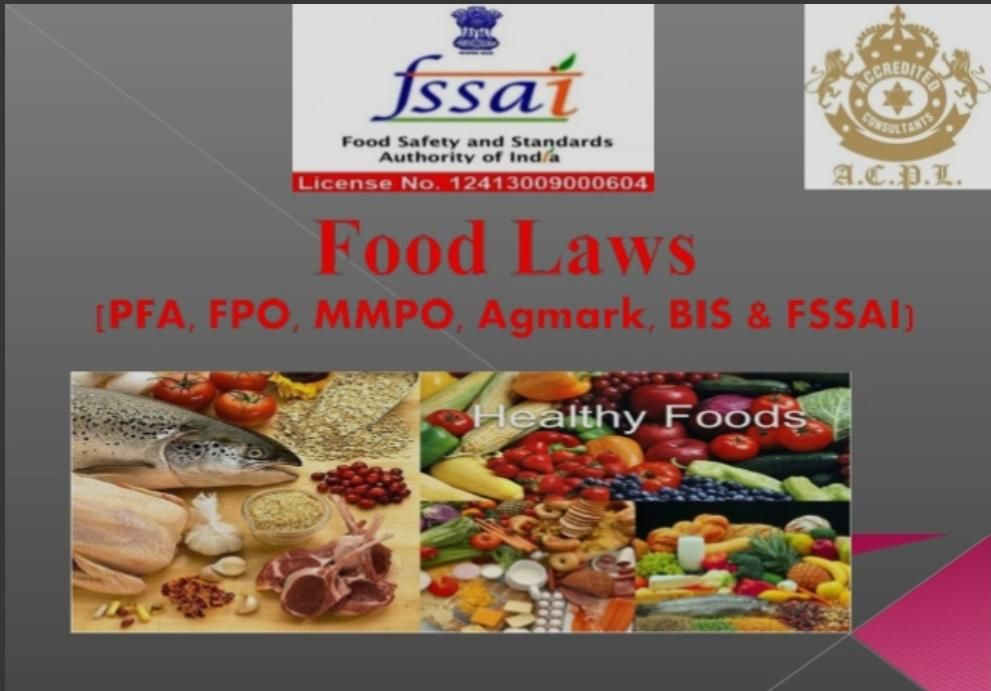 fssai
Food Safety and Standards
Authority of India
License No. 12413009000604
ACCREDITED
CONSULTANTS
A.C.P.L.
Food Laws
[PFA, FPO, MMPO, Agmark, BIS & FSSAI)
Healthy Foods